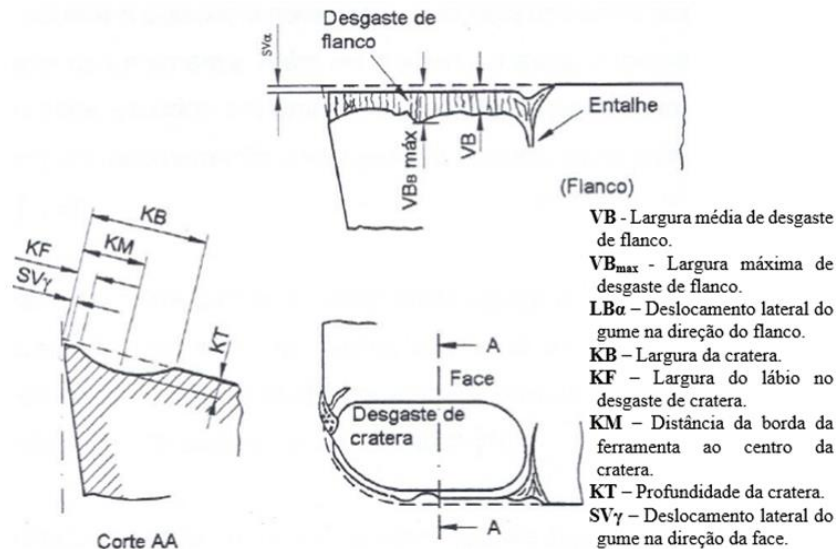 Desgaste de
flanco
SVα
Entalhe
VBB máx
VB
(Flanco)
KB
KM
KF
SVγ
KT
Corte AA
A
Face
Desgaste de
cratera
A
VB - Largura média de desgaste
de flanco.
VBmax - Largura máxima de
desgaste de flanco.
LBα – Deslocamento lateral do
gume na direção do flanco.
KB – Largura da cratera.
KF – Largura do lábio no
desgaste de cratera.
KM – Distância da borda da
ferramenta ao centro da
cratera.
KT – Profundidade da cratera.
SVγ – Deslocamento lateral do
gume na direção da face.